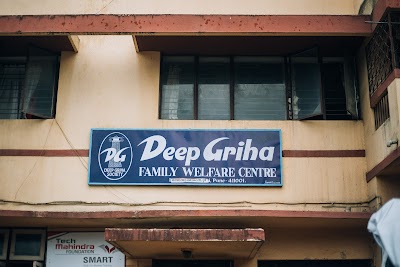 DG
DEEP GRIHA
SOCIETY
Deep Griha
FAMILY WELFARE CENTRE
Pune - 411001.
Tech
Mahindra
FOUNDATION
SMART